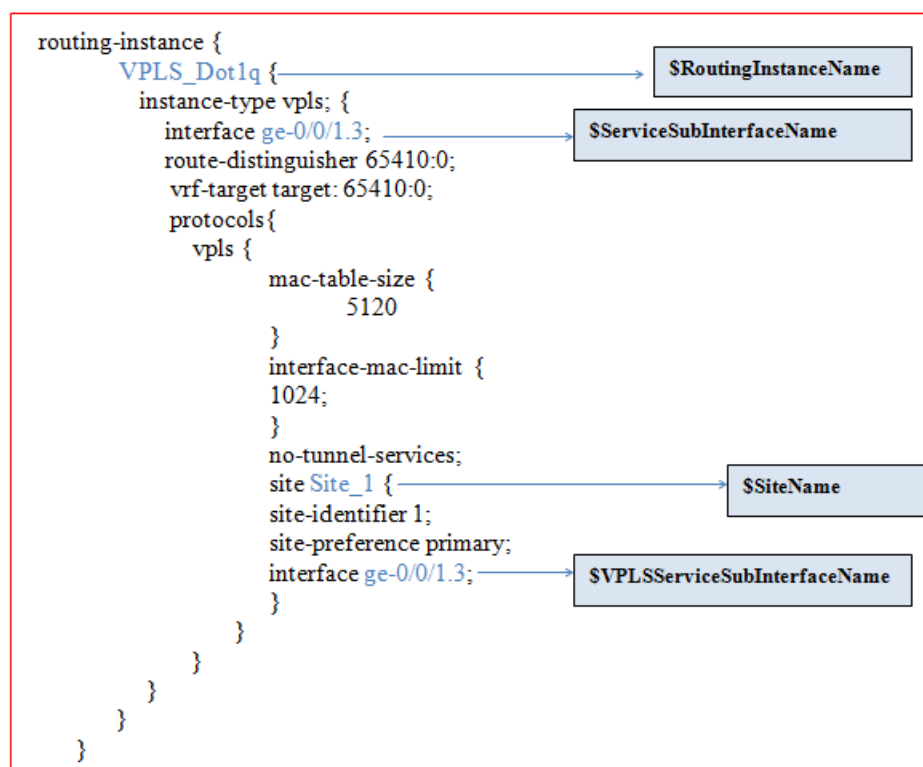 routing-instance {
VPLS_Dot1q {
$RoutingInstanceName
instance-type vpls; {
interface ge-0/0/1.3;
$ServiceSubInterfaceName
route-distinguisher 65410:0;
vrf-target target: 65410:0;
protocols{
vpls {
mac-table-size {
5120
}
interface-mac-limit {
1024;
}
no-tunnel-services;
site Site_1 {
$SiteName
site-identifier 1;
site-preference primary;
interface ge-0/0/1.3;
$VPLSServiceSubInterfaceName
}
}
}
}
}
}